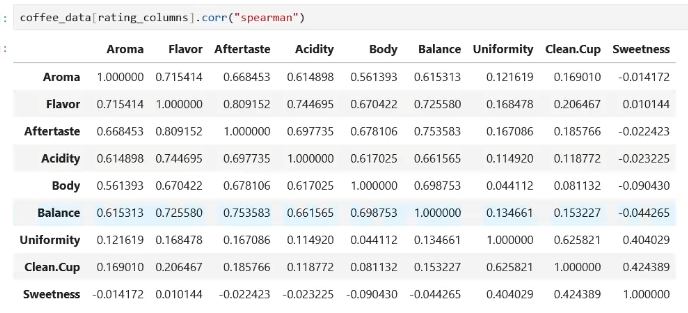 : coffee_data[rating_columns].corr("spearman")
:
Aroma Flavor Aftertaste Acidity Body Balance Uniformity Clean.Cup Sweetness
Aroma 1.000000 0.715414 0.668453 0.614898 0.561393 0.615313 0.121619 0.169010 -0.014172
Flavor 0.715414 1.000000 0.809152 0.744695 0.670422 0.725580 0.168478 0.206467 0.010144
Aftertaste 0.668453 0.809152 1.000000 0.697735 0.678106 0.753583 0.167086 0.185766 -0.022423
Acidity 0.614898 0.744695 0.697735 1.000000 0.617025 0.661565 0.114920 0.118772 -0.023225
Body 0.561393 0.670422 0.678106 0.617025 1.000000 0.698753 0.044112 0.081132 -0.090430
Balance 0.615313 0.725580 0.753583 0.661565 0.698753 1.000000 0.134661 0.153227 -0.044265
Uniformity 0.121619 0.168478 0.167086 0.114920 0.044112 0.134661 1.000000 0.625821 0.404029
Clean.Cup 0.169010 0.206467 0.185766 0.118772 0.081132 0.153227 0.625821 1.000000 0.424389
Sweetness -0.014172 0.010144 -0.022423 -0.023225 -0.090430 -0.044265 0.404029 0.424389 1.000000